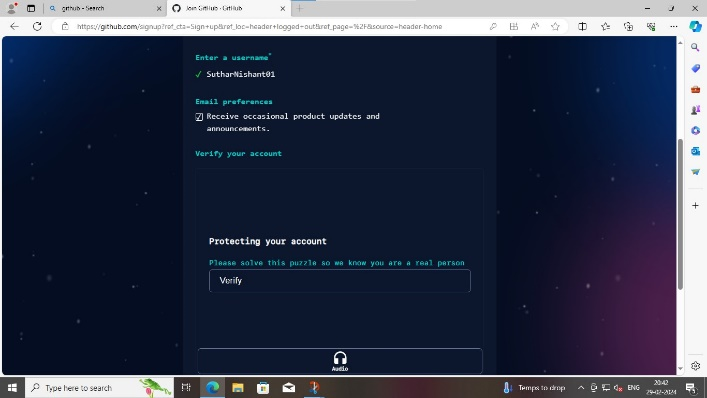 github - Search
Join GitHub · GitHub
https://github.com/signup?ref_cta=Sign+up&ref_loc=header+logged+out&ref_page=%2F&source=header-home
Enter a username*
✓ SutharNishant01
Email preferences
Receive occasional product updates and
announcements.
Verify your account
Protecting your account
Please solve this puzzle so we know you are a real person
Verify
Audio
Type here to search
Temps to drop
ENG
20:42
29-02-2024